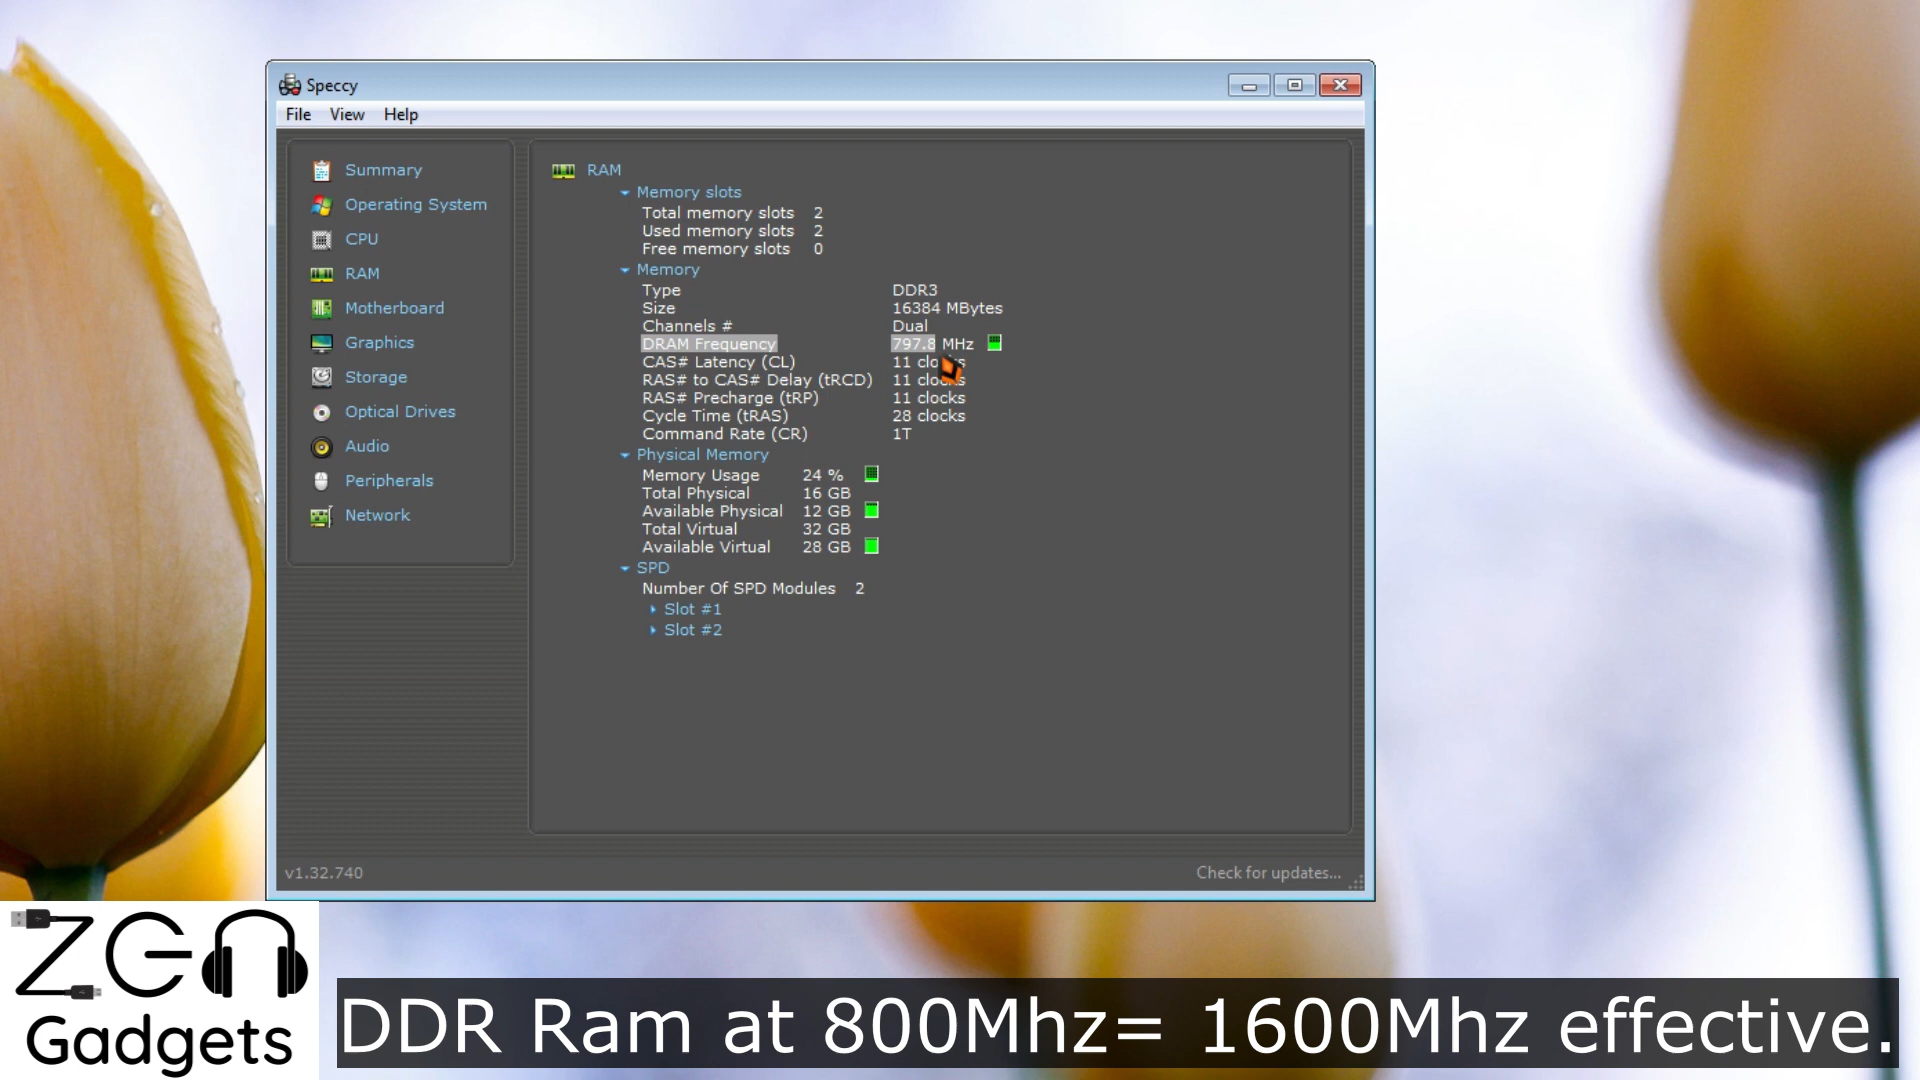 Speccy
File View Help
Summary
Operating System
CPU
RAM
Motherboard
Graphics
Storage
Optical Drives
Audio
Peripherals
Network
RAM
Memory slots
Total memory slots 2
Used memory slots 2
Free memory slots 0
Memory
Type DDR3
Size 16384 MBytes
Channels # Dual
DRAM Frequency 797.8 MHz
CAS# Latency (CL) 11 clocks
RAS# to CAS# Delay (tRCD) 11 clocks
RAS# Precharge (tRP) 11 clocks
Cycle Time (tRAS) 28 clocks
Command Rate (CR) 1T
Physical Memory
Memory Usage 24 %
Total Physical 16 GB
Available Physical 12 GB
Total Virtual 32 GB
Available Virtual 28 GB
SPD
Number Of SPD Modules 2
Slot #1
Slot #2
v1.32.740 Check for updates...
ZGN
Gadgets
DDR Ram at 800Mhz= 1600Mhz effective.